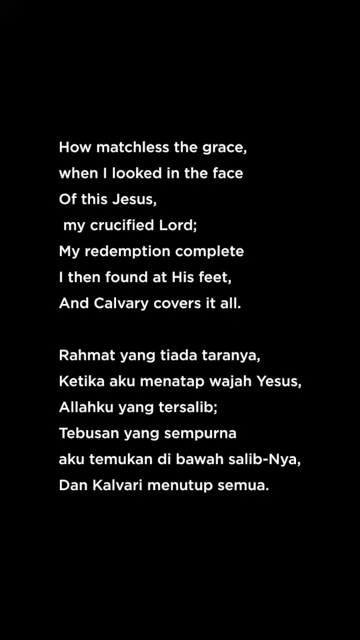 How matchless the grace,
when I looked in the face
Of this Jesus,
my crucified Lord;
My redemption complete
I then found at His feet,
And Calvary covers it all.
Rahmat yang tiada taranya,
Ketika aku menatap wajah Yesus,
Allahku yang tersalib;
Tebusan yang sempurna
aku temukan di bawah salib-Nya,
Dan Kalvari menutup semua.